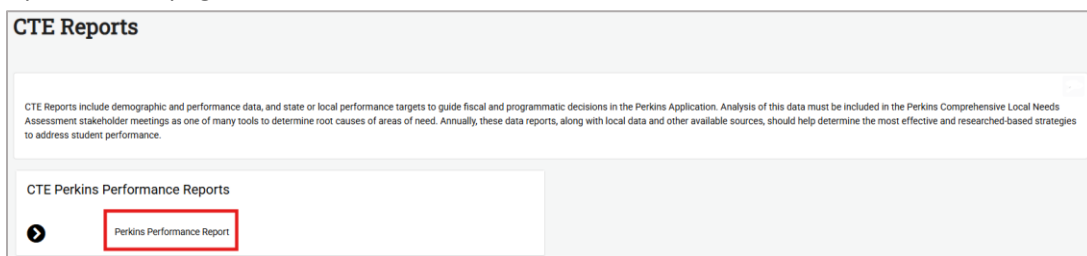 CTE Reports
CTE Reports include demographic and performance data, and state or local performance targets to guide fiscal and programmatic decisions in the Perkins Application. Analysis of this data must be included in the Perkins Comprehensive Local Needs
Assessment stakeholder meetings as one of many tools to determine root causes of areas of need. Annually, these data reports, along with local data and other available sources, should help determine the most effective and researched-based strategies
to address student performance.
CTE Perkins Performance Reports
Perkins Performance Report